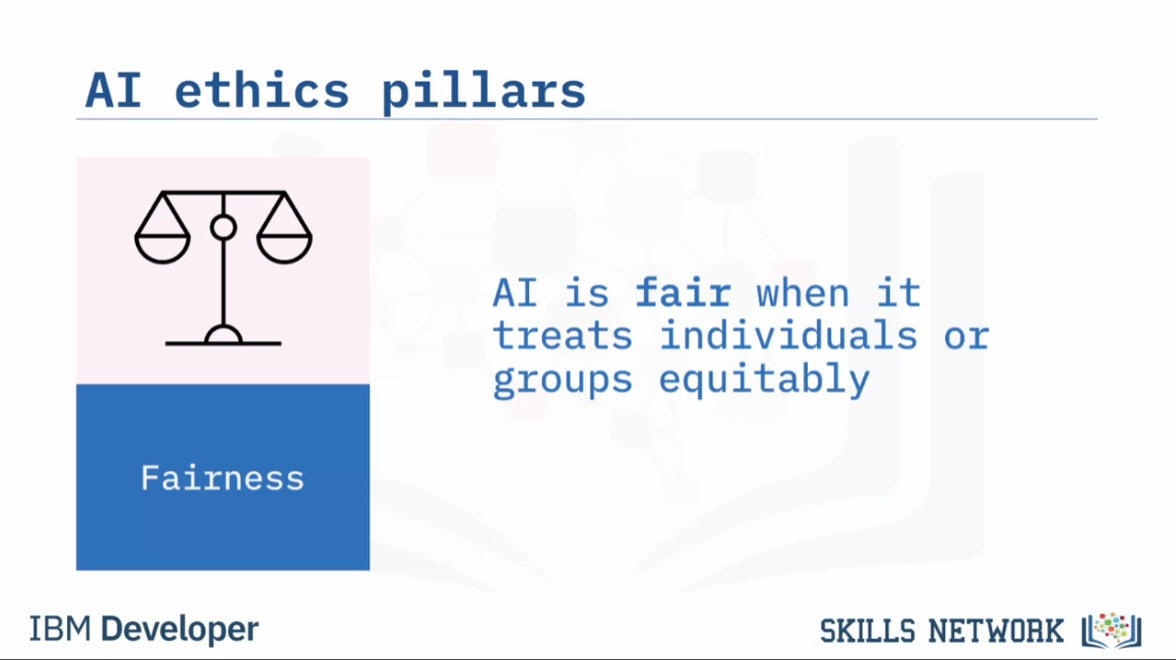 AI ethics pillars
AI is fair when it
treats individuals or
groups equitably
Fairness
IBM Developer
SKILLS NETWORK